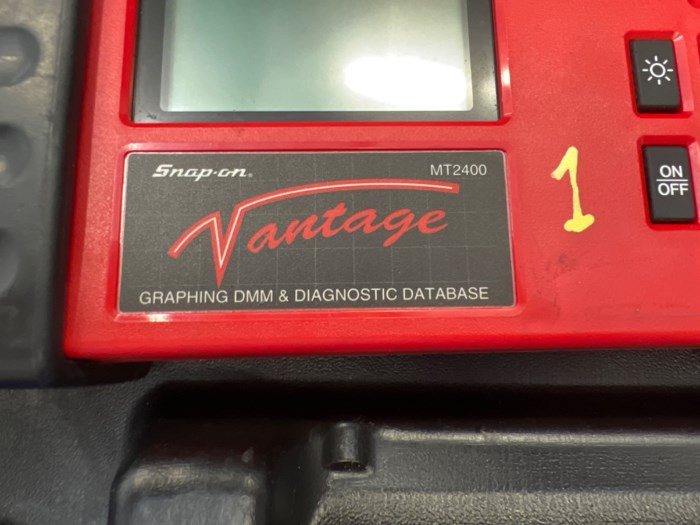 Snap-on® MT2400
Vantage
GRAPHING DMM & DIAGNOSTIC DATABASE
1
ON
OFF